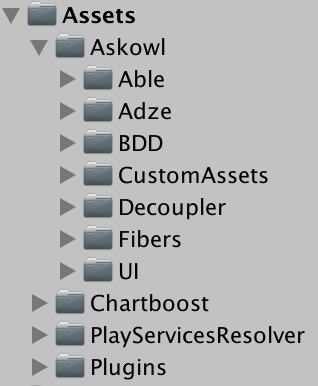 Assets
Askowl
Able
Adze
BDD
CustomAssets
Decoupler
Fibers
UI
Chartboost
PlayServicesResolver
Plugins